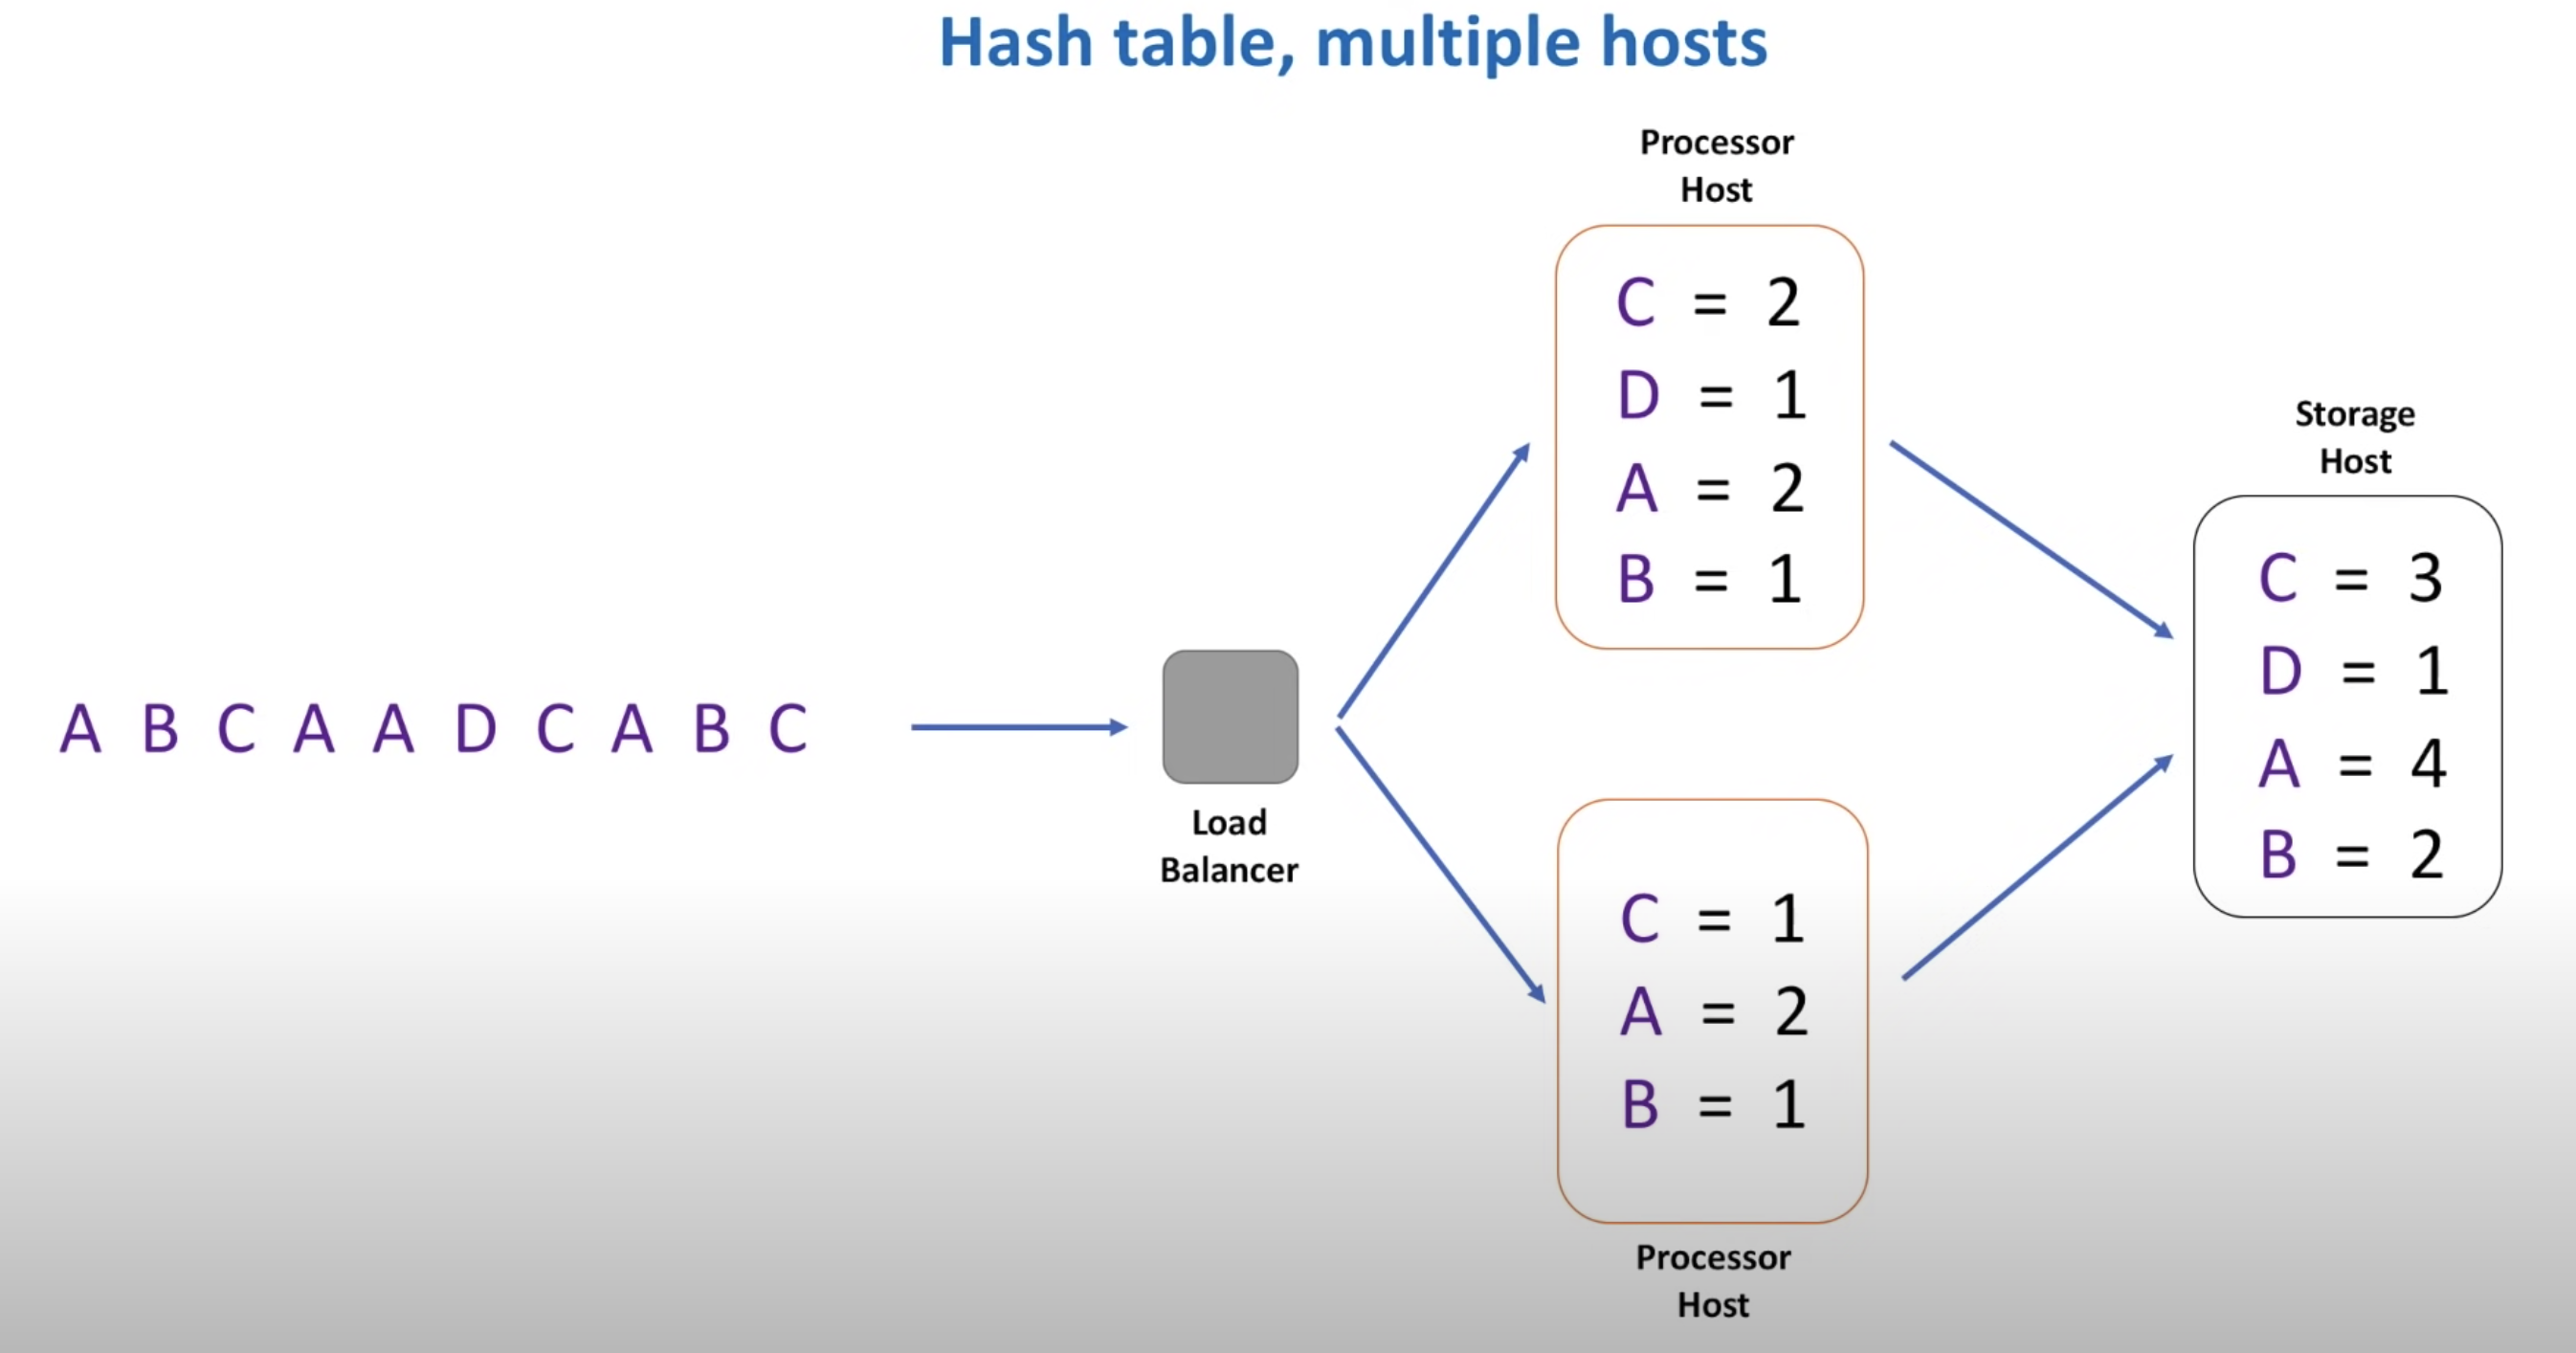 Hash table, multiple hosts
Processor
Host
C = 2
D = 1
A = 2
B = 1
Storage
Host
C = 3
D = 1
A = 4
B = 2
A B C A A D C A B C
Load
Balancer
C = 1
A = 2
B = 1
Processor
Host